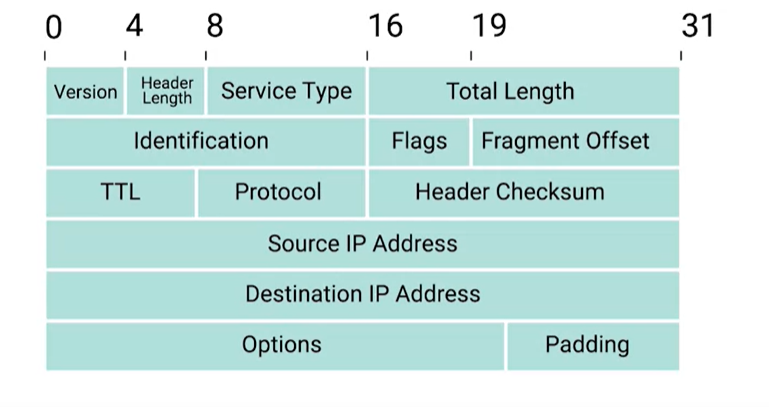 0 4 8 16 19 31
Version Header Length Service Type Total Length
Identification Flags Fragment Offset
TTL Protocol Header Checksum
Source IP Address
Destination IP Address
Options Padding